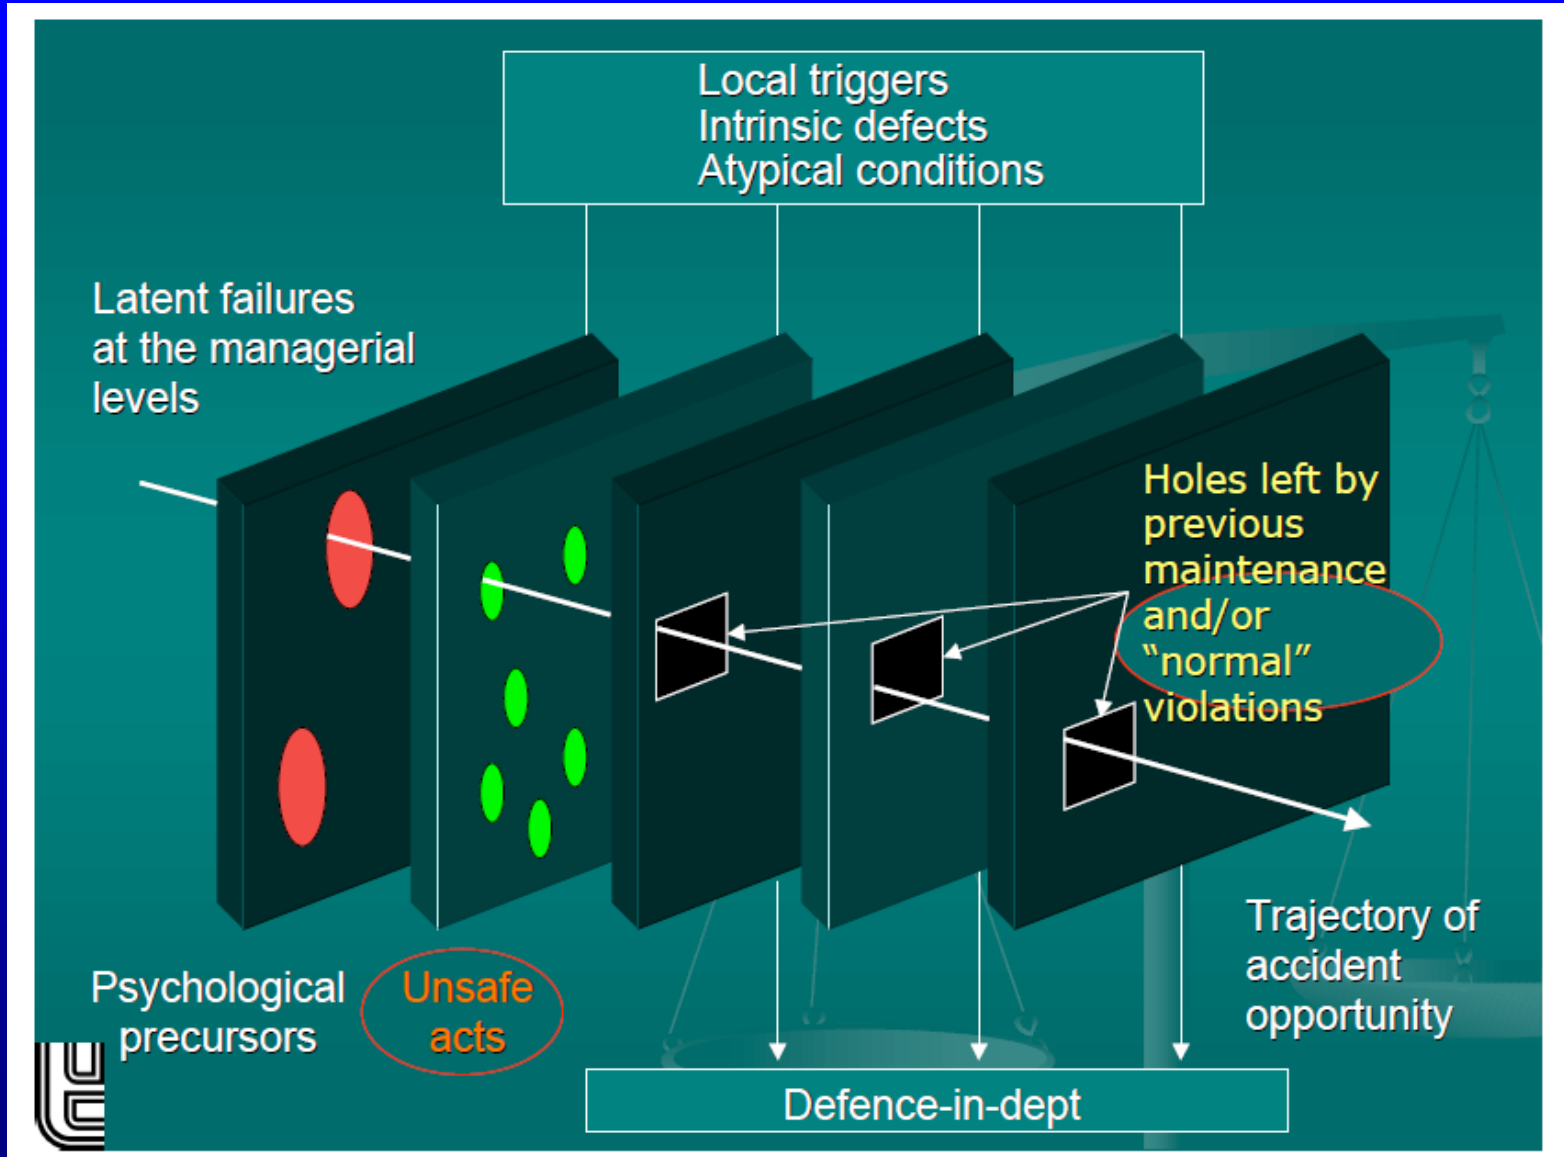 Local triggers
Intrinsic defects
Atypical conditions
Latent failures
at the managerial
levels
Holes left by
previous
maintenance
and/or
“normal”
violations
Trajectory of
accident
opportunity
Psychological
precursors
Unsafe
acts
Defence-in-dept